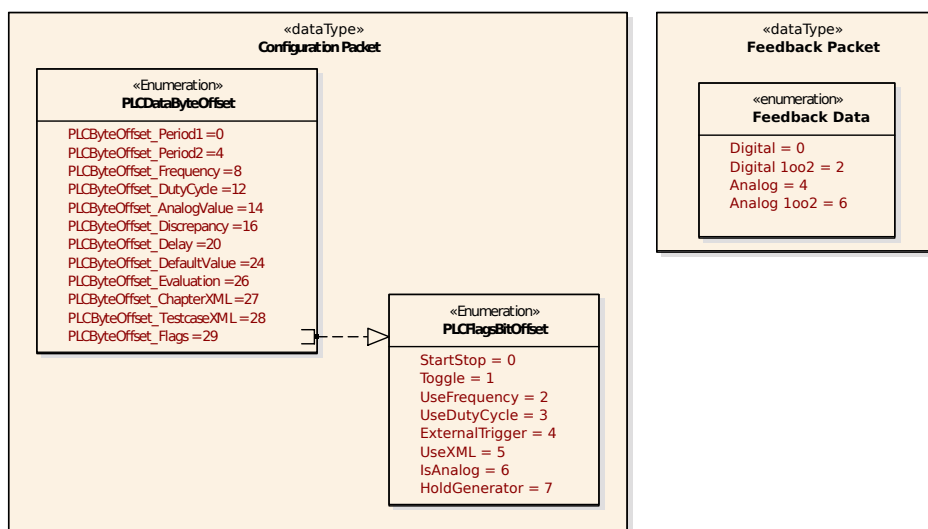 «dataType»
Configuration Packet
«Enumeration»
PLCDataByteOffset
PLCByteOffset_Period1 =0
PLCByteOffset_Period2 =4
PLCByteOffset_Frequency =8
PLCByteOffset_DutyCycle =12
PLCByteOffset_AnalogValue =14
PLCByteOffset_Discrepancy =16
PLCByteOffset_Delay =20
PLCByteOffset_DefaultValue =24
PLCByteOffset_Evaluation =26
PLCByteOffset_ChapterXML =27
PLCByteOffset_TestcaseXML =28
PLCByteOffset_Flags =29
«Enumeration»
PLCFlagsBitOffset
StartStop = 0
Toggle = 1
UseFrequency = 2
UseDutyCycle = 3
ExternalTrigger = 4
UseXML = 5
IsAnalog = 6
HoldGenerator = 7
«dataType»
Feedback Packet
«enumeration»
Feedback Data
Digital = 0
Digital 1oo2 = 2
Analog = 4
Analog 1oo2 = 6